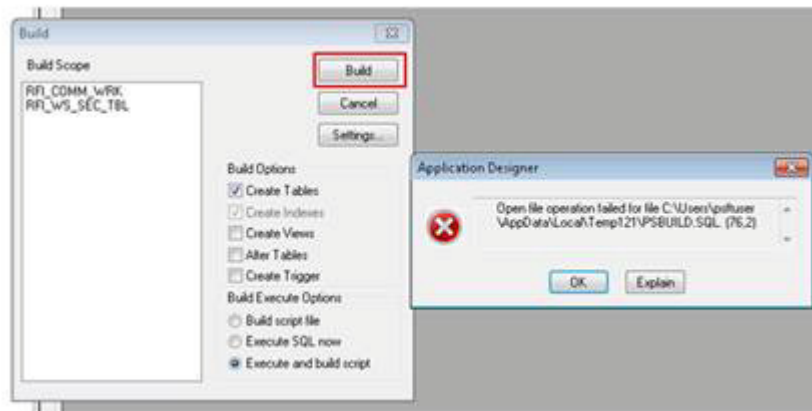 Build
Build Scope
RFI_COMM_WRK
RFI_WS_SEC_TBL
Build
Cancel
Settings...
Build Options
Create Tables
Create Indexes
Create Views
Alter Tables
Create Trigger
Build Execute Options
Build script file
Execute SQL now
Execute and build script
Application Designer
Open file operation failed for file C:\Users\psftuser
\AppData\Local\Temp121\PSBUILD.SQL. (76,2)
OK
Explain